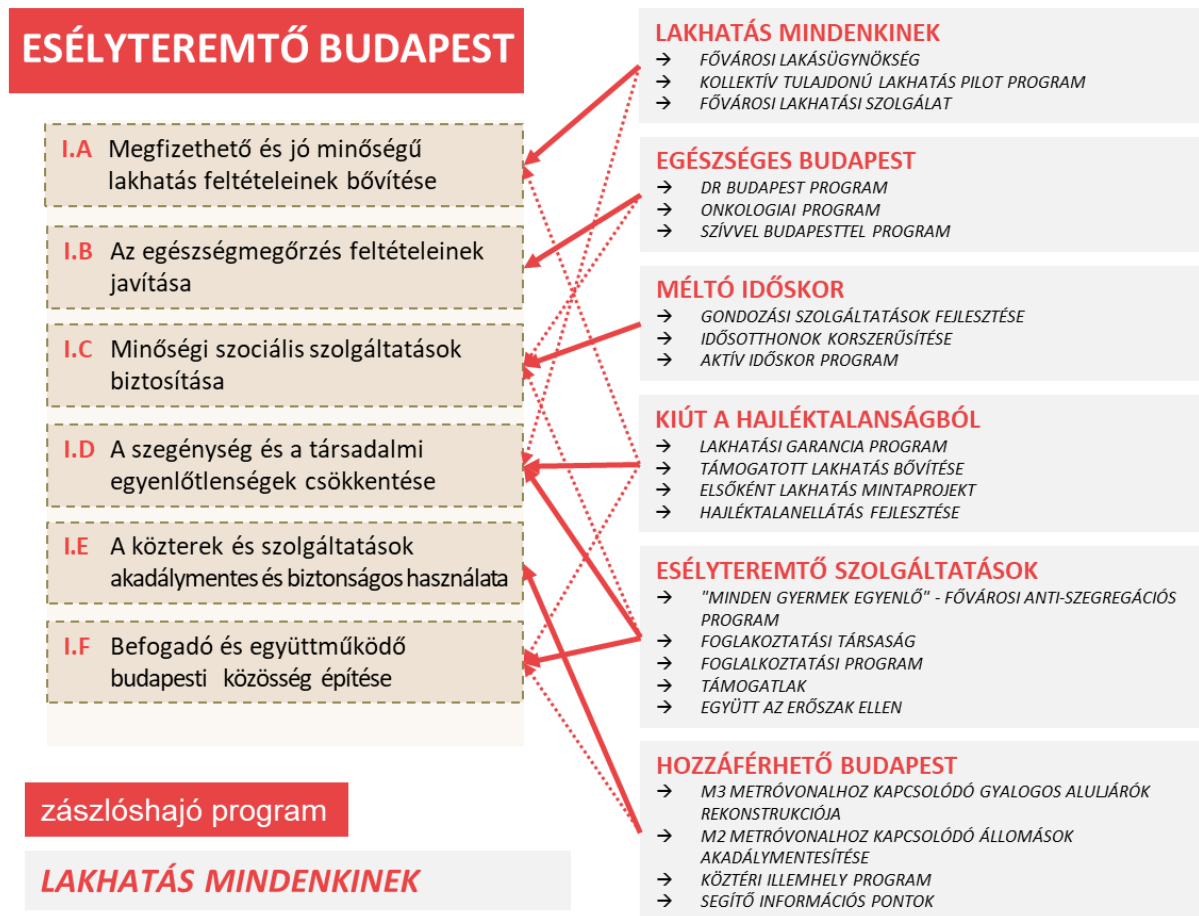 ESÉLYTEREMTŐ BUDAPEST
I.A Megfizethető és jó minőségű
lakhatás feltételeinek bővítése
I.B Az egészségmegőrzés feltételeinek
javítása
I.C Minőségi szociális szolgáltatások
biztosítása
I.D A szegénység és a társadalmi
egyenlőtlenségek csökkentése
I.E A közterek és szolgáltatások
akadálymentes és biztonságos használata
I.F Befogadó és együttműködő
budapesti közösség építése
zászlóshajó program
LAKHATÁS MINDENKINEK
LAKHATÁS MINDENKINEK
→ FŐVÁROSI LAKÁSÜGYNÖKSÉG
→ KOLLEKTÍV TULAJDONÚ LAKHATÁS PILOT PROGRAM
→ FŐVÁROSI LAKHATÁSI SZOLGÁLAT
EGÉSZSÉGES BUDAPEST
→ DR BUDAPEST PROGRAM
→ ONKOLOGIAI PROGRAM
→ SZÍVVEL BUDAPESTTEL PROGRAM
MÉLTÓ IDŐSKOR
→ GONDOZÁSI SZOLGÁLTATÁSOK FEJLESZTÉSE
→ IDŐSOTTHONOK KORSZERŰSÍTÉSE
→ AKTÍV IDŐSKOR PROGRAM
KIÚT A HAJLÉKTALANSÁGBÓL
→ LAKHATÁSI GARANCIA PROGRAM
→ TÁMOGATOTT LAKHATÁS BŐVÍTÉSE
→ ELSŐKÉNT LAKHATÁS MINTAPROJEKT
→ HAJLÉKTALANELLÁTÁS FEJLESZTÉSE
ESÉLYTEREMTŐ SZOLGÁLTATÁSOK
→ "MINDEN GYERMEK EGYENLŐ" - FŐVÁROSI ANTI-SZEGREGÁCIÓS
PROGRAM
→ FOGLAKOZTATÁSI TÁRSASÁG
→ FOGLALKOZTATÁSI PROGRAM
→ TÁMOGATLAK
→ EGYÜTT AZ ERŐSZAK ELLEN
HOZZÁFÉRHETŐ BUDAPEST
→ M3 METRÓVONALHOZ KAPCSOLÓDÓ GYALOGOS ALULJÁRÓK
REKONSTRUKCIÓJA
→ M2 METRÓVONALHOZ KAPCSOLÓDÓ ÁLLOMÁSOK
AKADÁLYMENTESÍTÉSE
→ KÖZTÉRI ILLEMHELY PROGRAM
→ SEGÍTŐ INFORMÁCIÓS PONTOK